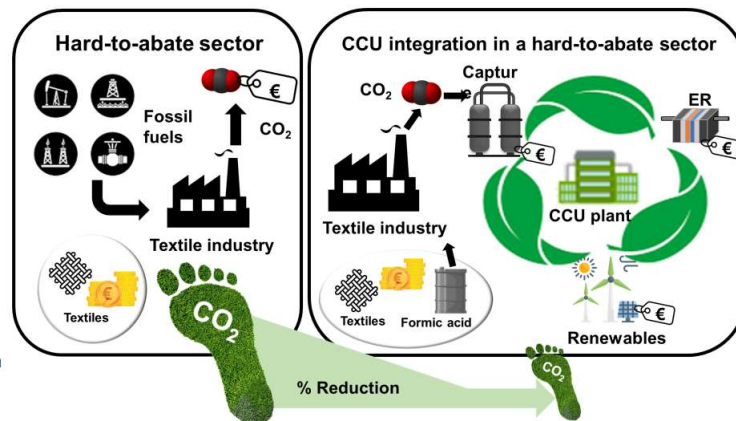 Hard-to-abate sector
€
Fossil
fuels
CO2
Textile industry
€
Textiles
CO2
CCU integration in a hard-to-abate sector
CO2
Captur
e
ER
€
€
CCU plant
Textile industry
€
Textiles
Formic acid
€
Renewables
% Reduction
CO2